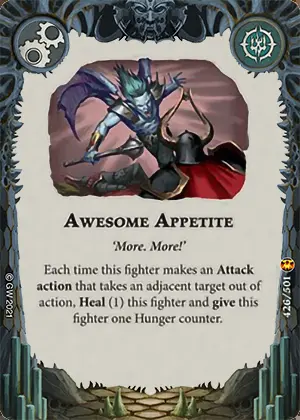 AWESOME APPETITE
'More. More!'
Each time this fighter makes an Attack
action that takes an adjacent target out of
action, Heal (1) this fighter and give this
fighter one Hunger counter.
© GW 2021
426/501